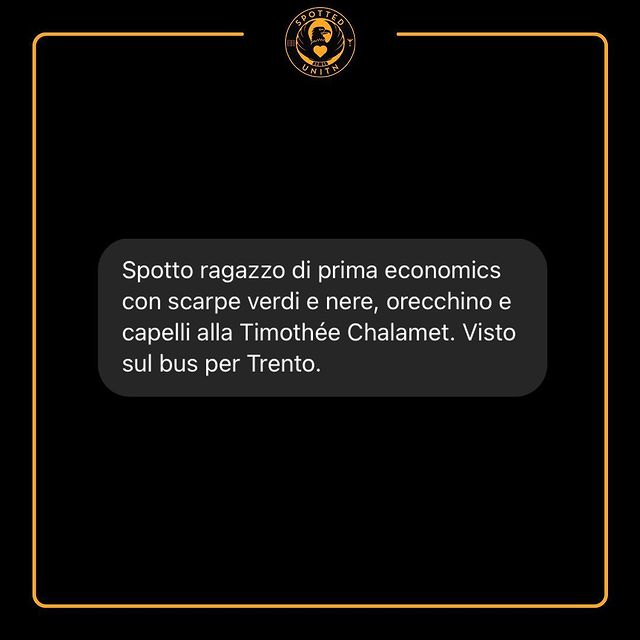 SPOTTED
UNITN
Spotto ragazzo di prima economics
con scarpe verdi e nere, orecchino e
capelli alla Timothée Chalamet. Visto
sul bus per Trento.